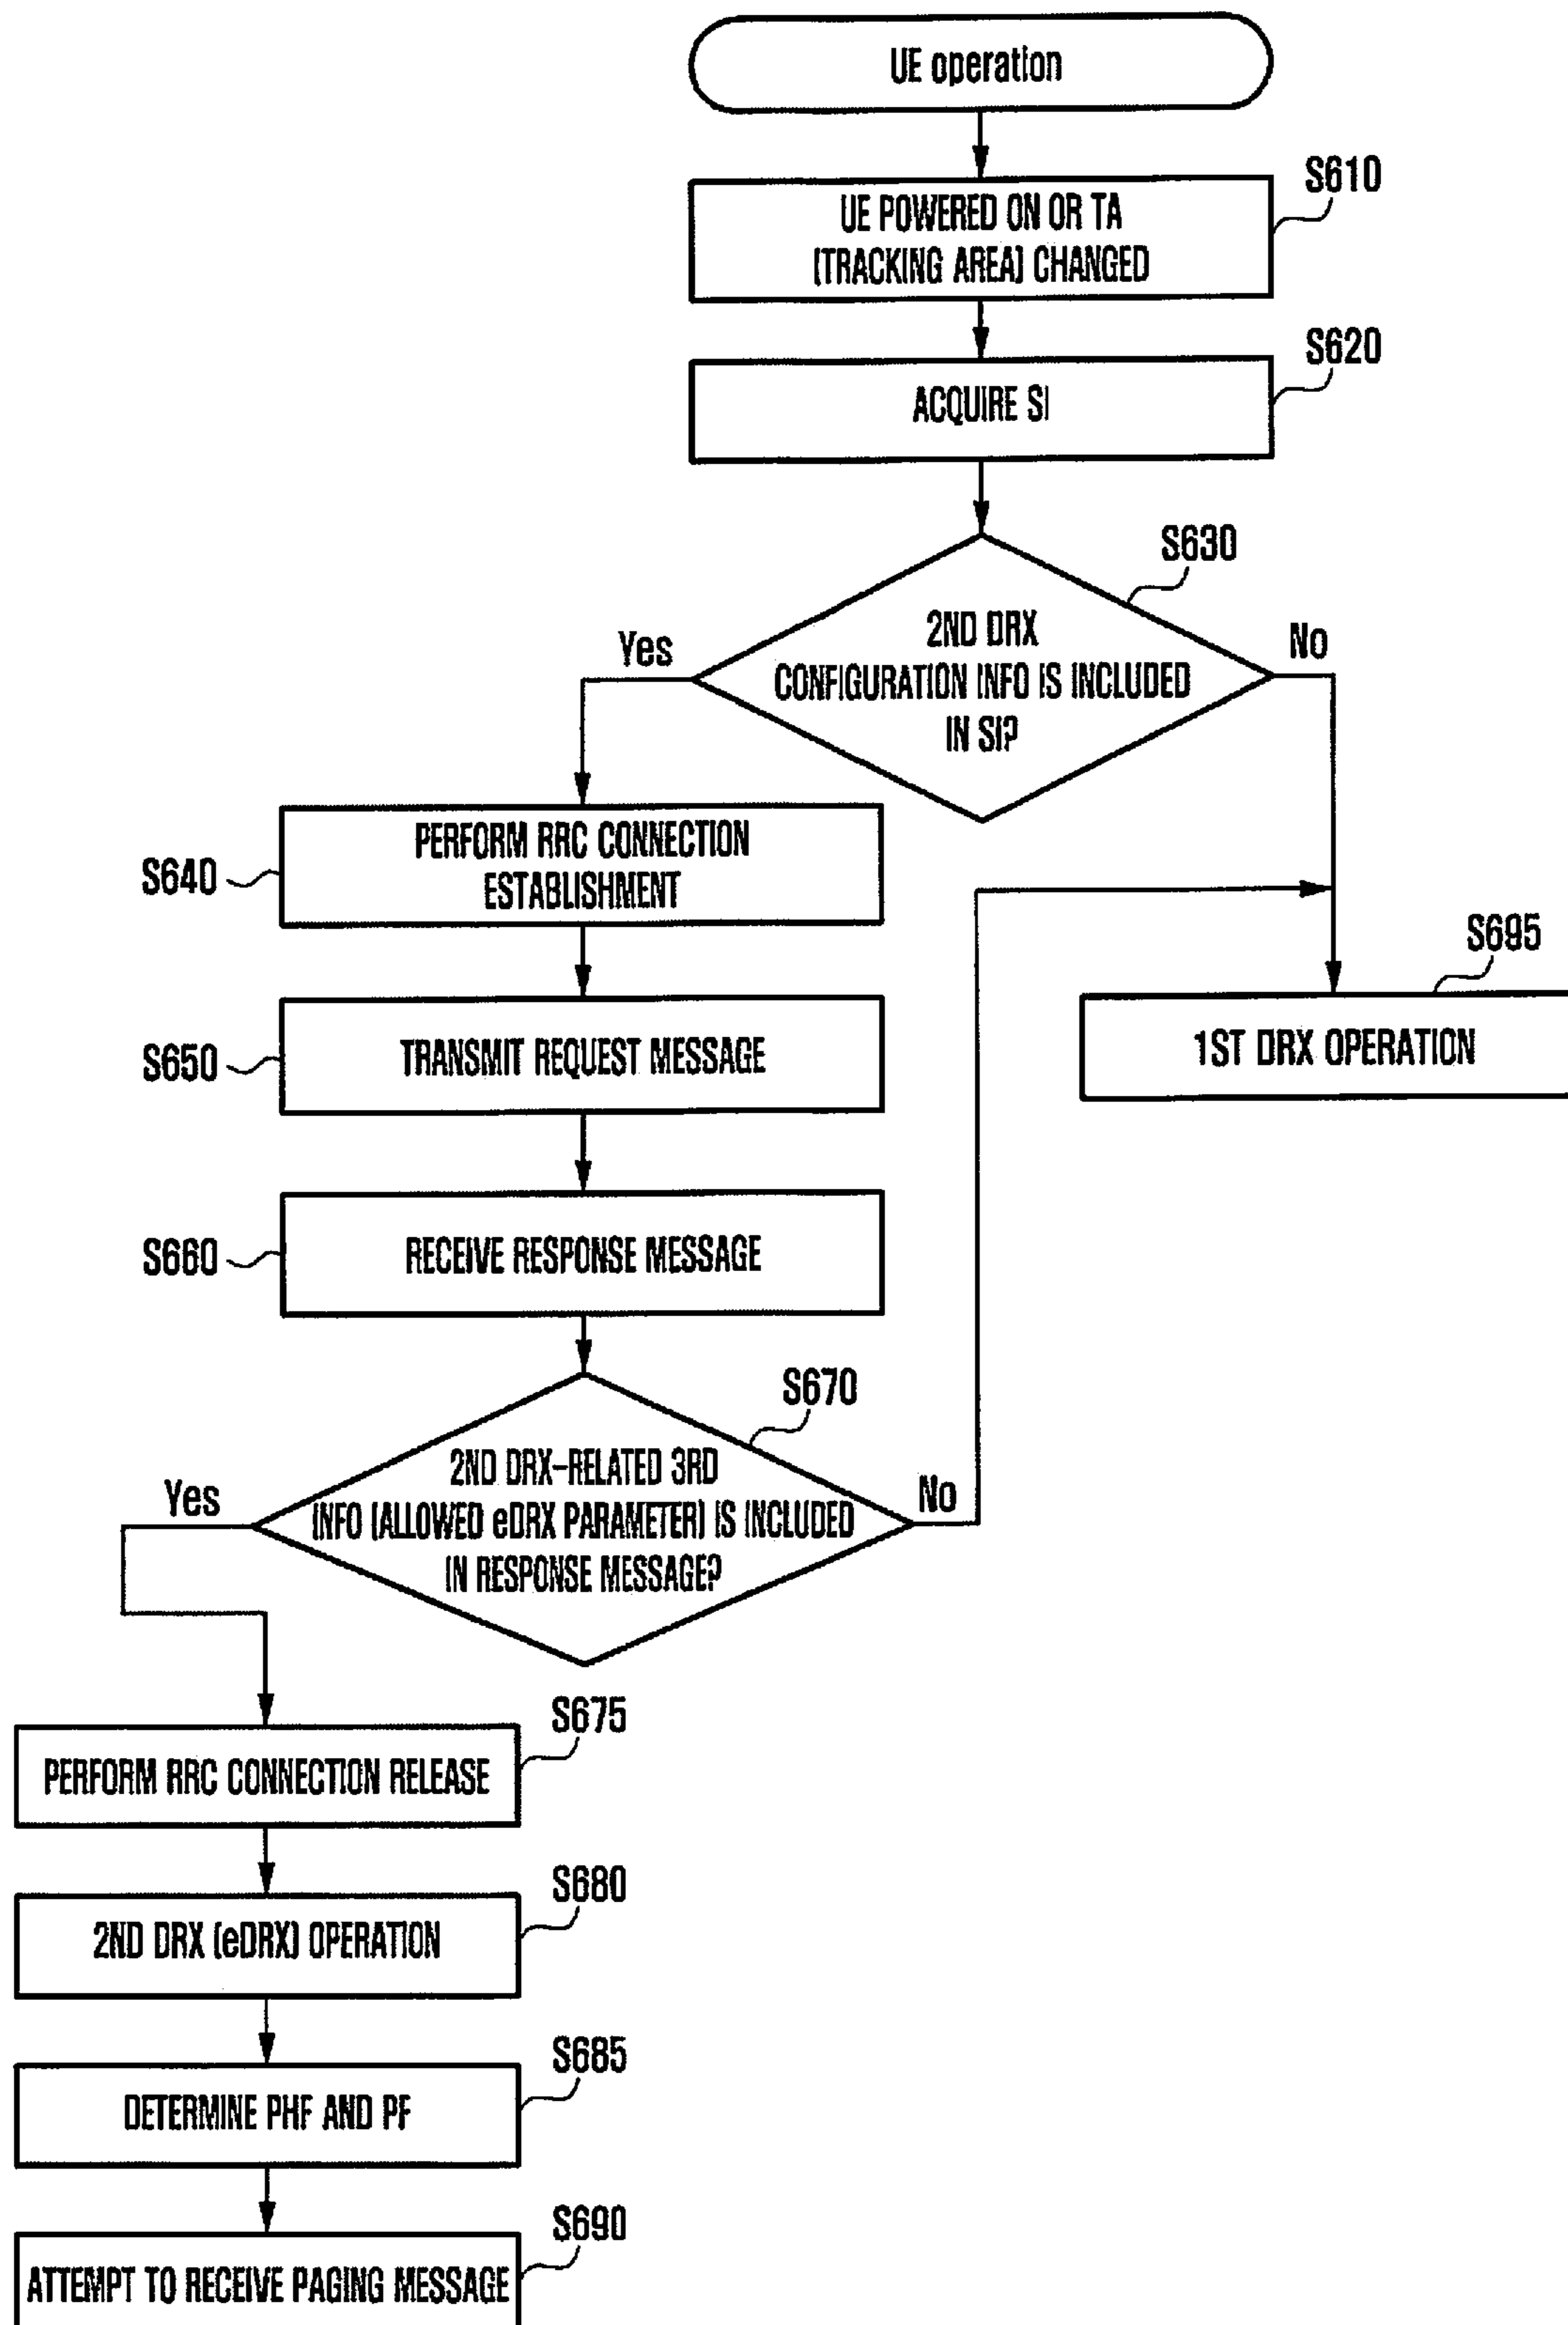 UE operation
S610
UE POWERED ON OR TA
(TRACKING AREA) CHANGED
S620
ACQUIRE SI
S630
2ND DRX
CONFIGURATION INFO IS INCLUDED
IN SI?
Yes
No
S640
PERFORM RRC CONNECTION
ESTABLISHMENT
S695
1ST DRX OPERATION
S650
TRANSMIT REQUEST MESSAGE
S660
RECEIVE RESPONSE MESSAGE
S670
2ND DRX-RELATED 3RD
INFO (ALLOWED eDRX PARAMETER) IS INCLUDED
IN RESPONSE MESSAGE?
Yes
No
S675
PERFORM RRC CONNECTION RELEASE
S680
2ND DRX (eDRX) OPERATION
S685
DETERMINE PHF AND PF
S690
ATTEMPT TO RECEIVE PAGING MESSAGE